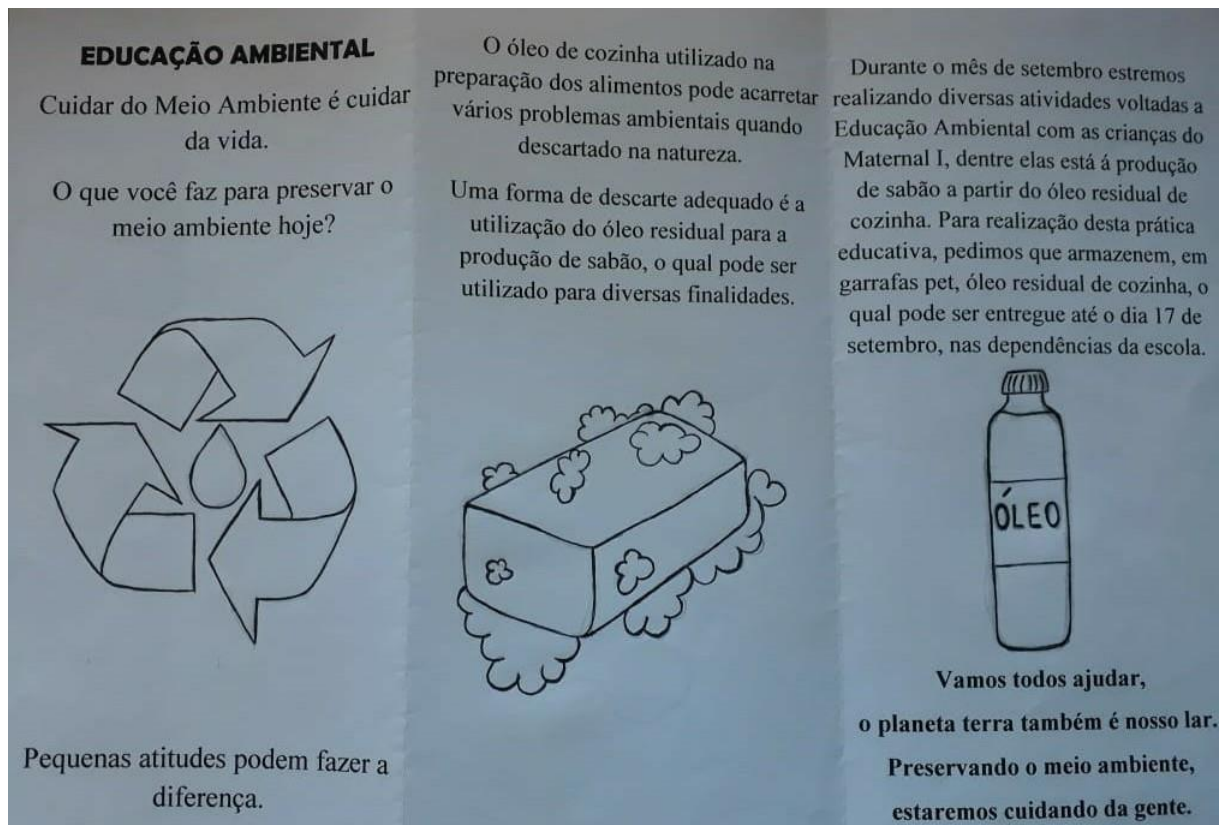 EDUCAÇÃO AMBIENTAL
Cuidar do Meio Ambiente é cuidar
da vida.
O que você faz para preservar o
meio ambiente hoje?
Pequenas atitudes podem fazer a
diferença.
O óleo de cozinha utilizado na
preparação dos alimentos pode acarretar
vários problemas ambientais quando
descartado na natureza.
Uma forma de descarte adequado é a
utilização do óleo residual para a
produção de sabão, o qual pode ser
utilizado para diversas finalidades.
Durante o mês de setembro estremos
realizando diversas atividades voltadas a
Educação Ambiental com as crianças do
Maternal I, dentre elas está á produção
de sabão a partir do óleo residual de
cozinha. Para realização desta prática
educativa, pedimos que armazenem, em
garrafas pet, óleo residual de cozinha, o
qual pode ser entregue até o dia 17 de
setembro, nas dependências da escola.
ÓLEO
Vamos todos ajudar,
o planeta terra também é nosso lar.
Preservando o meio ambiente,
estaremos cuidando da gente.